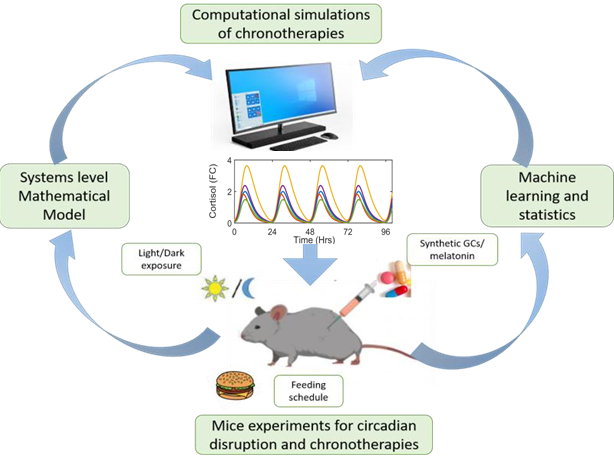 Computational simulations
of chronotherapies
Systems level
Mathematical
Model
Machine
learning and
statistics
Cortisol (FC)
4
2
0
0
24
48
72
96
Time (Hrs)
Light/Dark
exposure
Synthetic GCs/
melatonin
/
Feeding
schedule
Mice experiments for circadian
disruption and chronotherapies